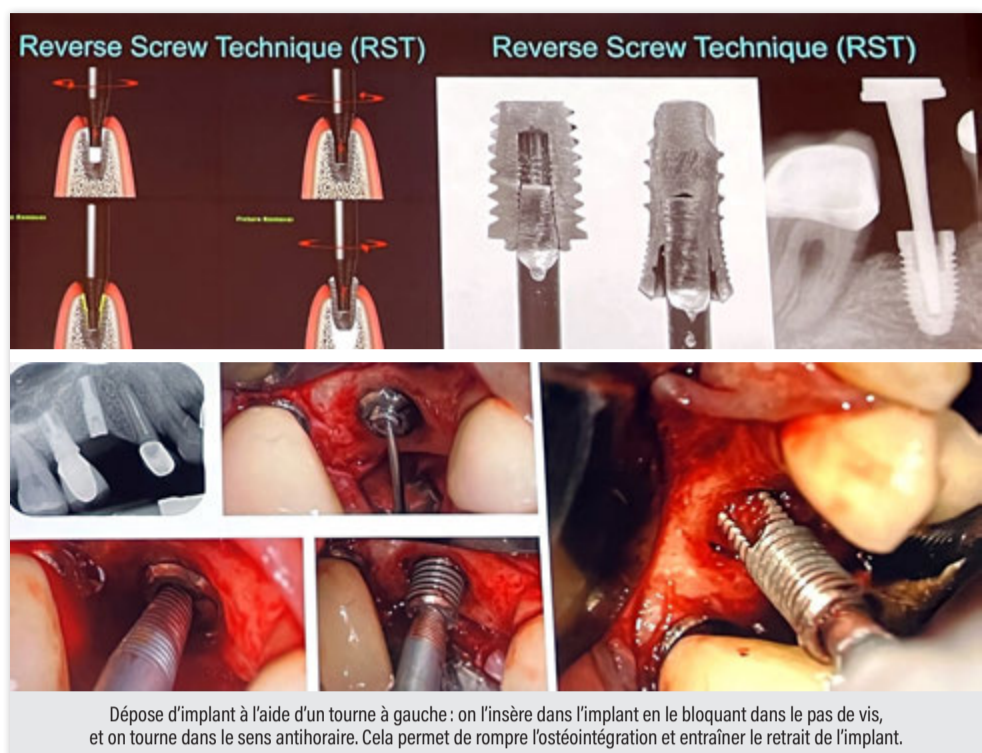 Reverse Screw Technique (RST)
Reverse Screw Technique (RST)
Fixture Remover
Dépose d'implant à l'aide d'un tourne à gauche : on l'insère dans l'implant en le bloquant dans le pas de vis,
et on tourne dans le sens antihoraire. Cela permet de rompre l'ostéointégration et entraîner le retrait de l'implant.